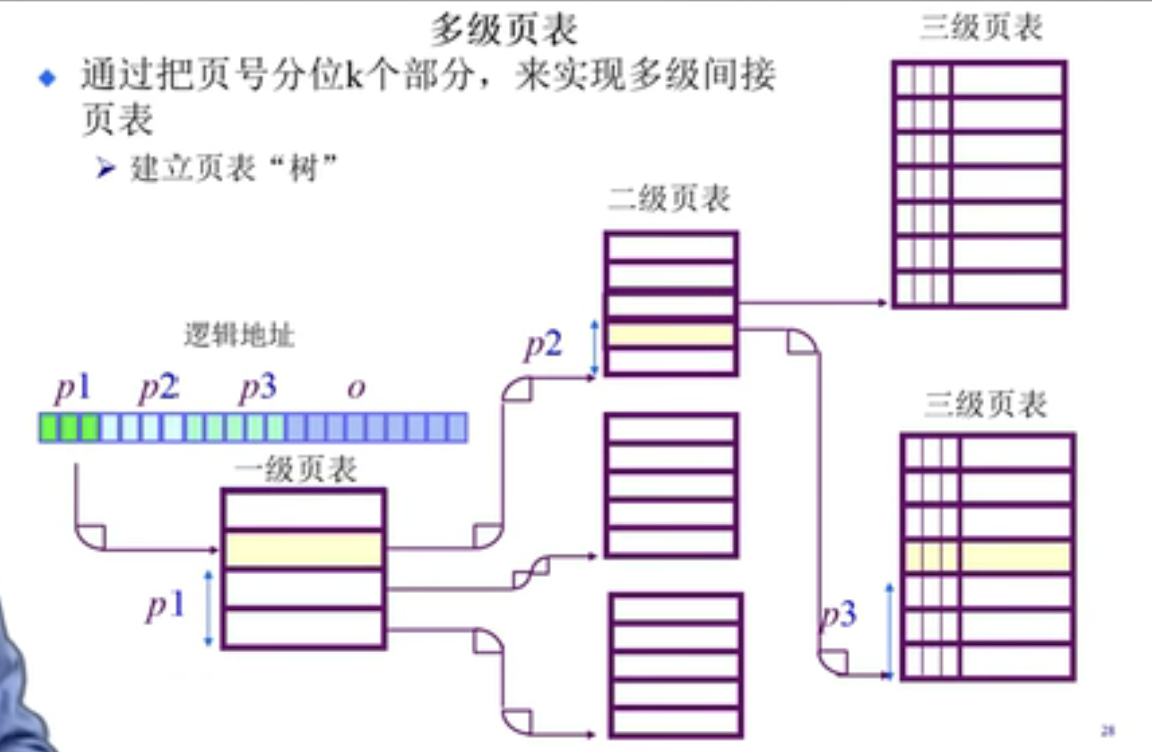 多级页表
通过把页号分位k个部分，来实现多级间接
页表
建立页表“树”
三级页表
二级页表
逻辑地址
p1 p2 p3 o
p2
一级页表
p1
三级页表
p3
28